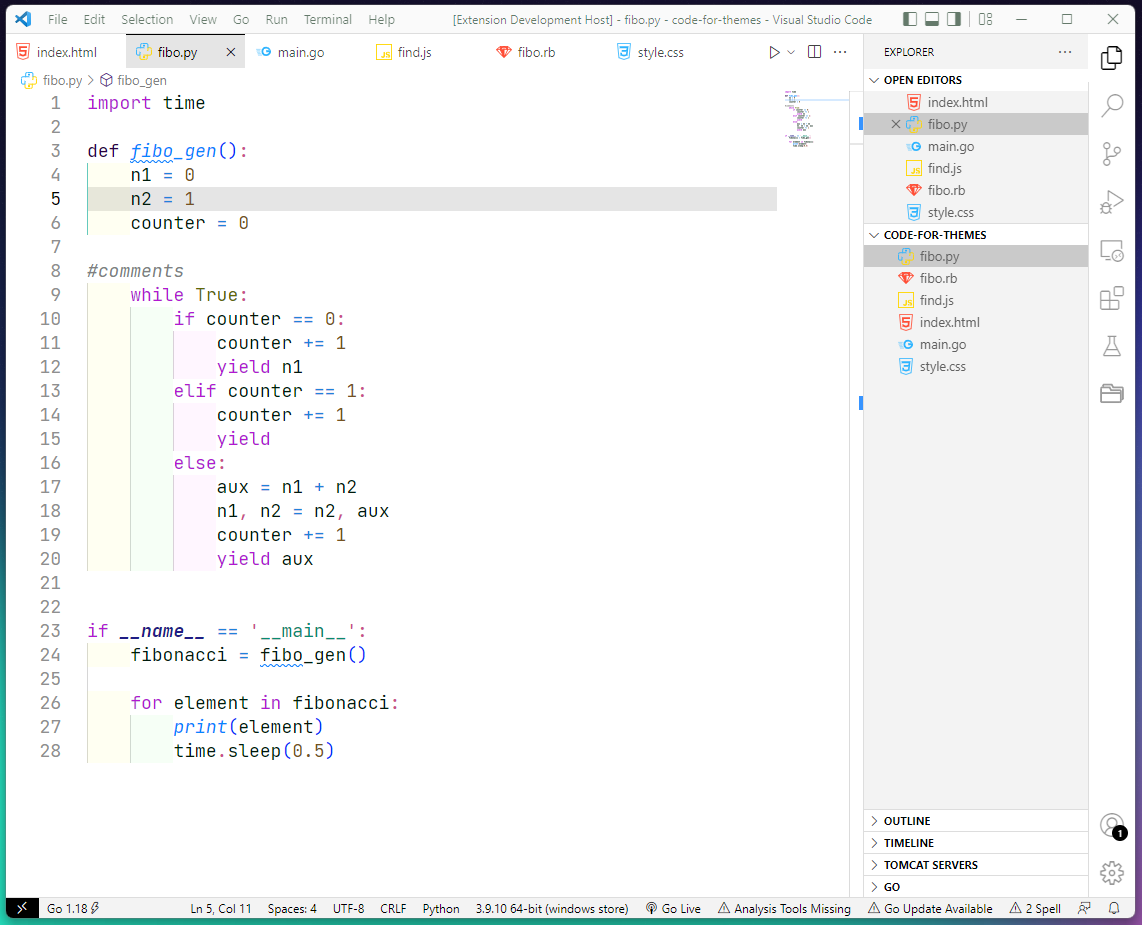 File Edit Selection View Go Run Terminal Help [Extension Development Host] - fibo.py - code-for-themes - Visual Studio Code
index.html fibo.py main.go find.js fibo.rb style.css
fibo.py > fibo_gen
1 import time
2
3 def fibo_gen():
4 n1 = 0
5 n2 = 1
6 counter = 0
7
8 #comments
9 while True:
10 if counter == 0:
11 counter += 1
12 yield n1
13 elif counter == 1:
14 counter += 1
15 yield
16 else:
17 aux = n1 + n2
18 n1, n2 = n2, aux
19 counter += 1
20 yield aux
21
22
23 if __name__ == '__main__':
24 fibonacci = fibo_gen()
25
26 for element in fibonacci:
27 print(element)
28 time.sleep(0.5)
EXPLORER
OPEN EDITORS
index.html
fibo.py
main.go
find.js
fibo.rb
style.css
CODE-FOR-THEMES
fibo.py
fibo.rb
find.js
index.html
main.go
style.css
OUTLINE
TIMELINE
TOMCAT SERVERS
GO
1
Go 1.18 Ln 5, Col 11 Spaces: 4 UTF-8 CRLF Python 3.9.10 64-bit (windows store) Go Live Analysis Tools Missing Go Update Available 2 Spell